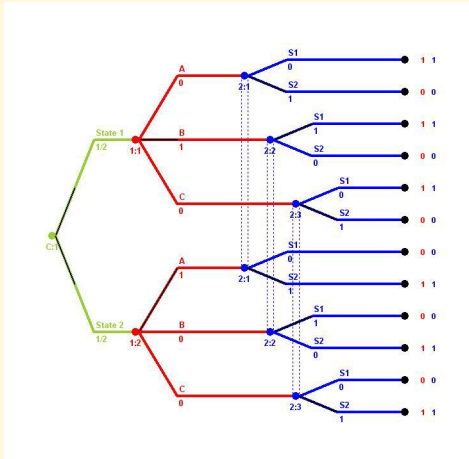 S1
0 1 1
A
0 2:1 S2
1 0 0
S1
1 1 1
State 1 B
1/2 1:1 1 2:2 S2
0 0 0
S1
0 1 1
C
0 2:3 S2
1 0 0
C:1
S1
0 0 0
A
1 2:1 S2
1 1 1
S1
1 0 0
State 2 B
1/2 1:2 0 2:2 S2
0 1 1
S1
0 0 0
C
0 2:3 S2
1 1 1